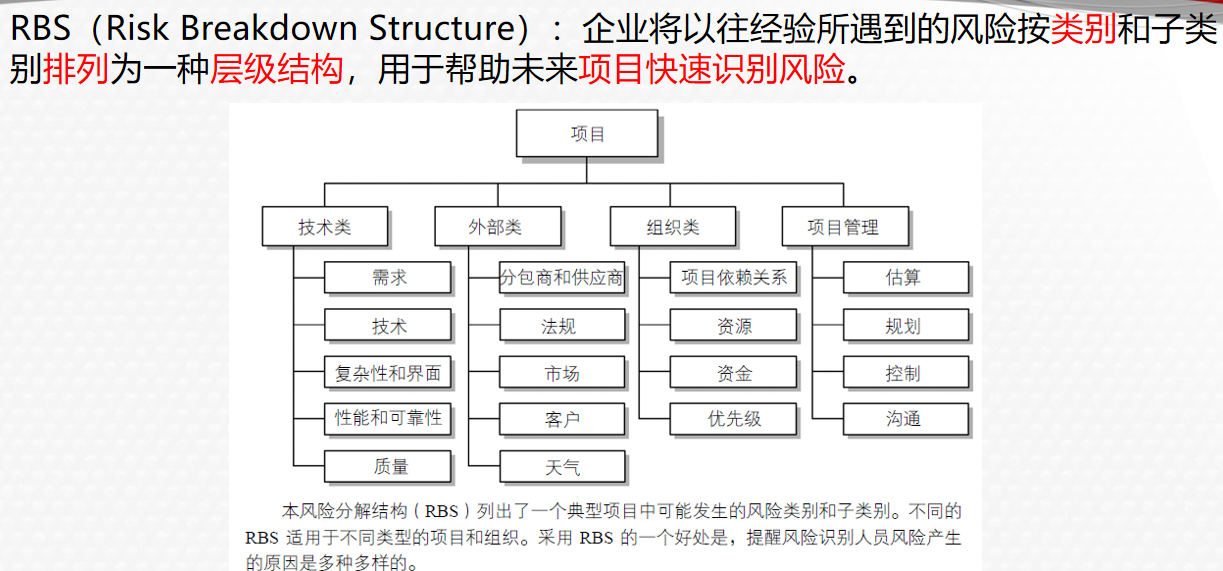 RBS（Risk Breakdown Structure）：企业将以往经验所遇到的风险按类别和子类
别排列为一种层级结构，用于帮助未来项目快速识别风险。
项目
技术类
外部类
组织类
项目管理
需求
分包商和供应商
项目依赖关系
估算
技术
法规
资源
规划
复杂性和界面
市场
资金
控制
性能和可靠性
客户
优先级
沟通
质量
天气
本风险分解结构（RBS）列出了一个典型项目中可能发生的风险类别和子类别。不同的
RBS 适用于不同类型的项目和组织。采用 RBS 的一个好处是，提醒风险识别人员风险产生
的原因是多种多样的。